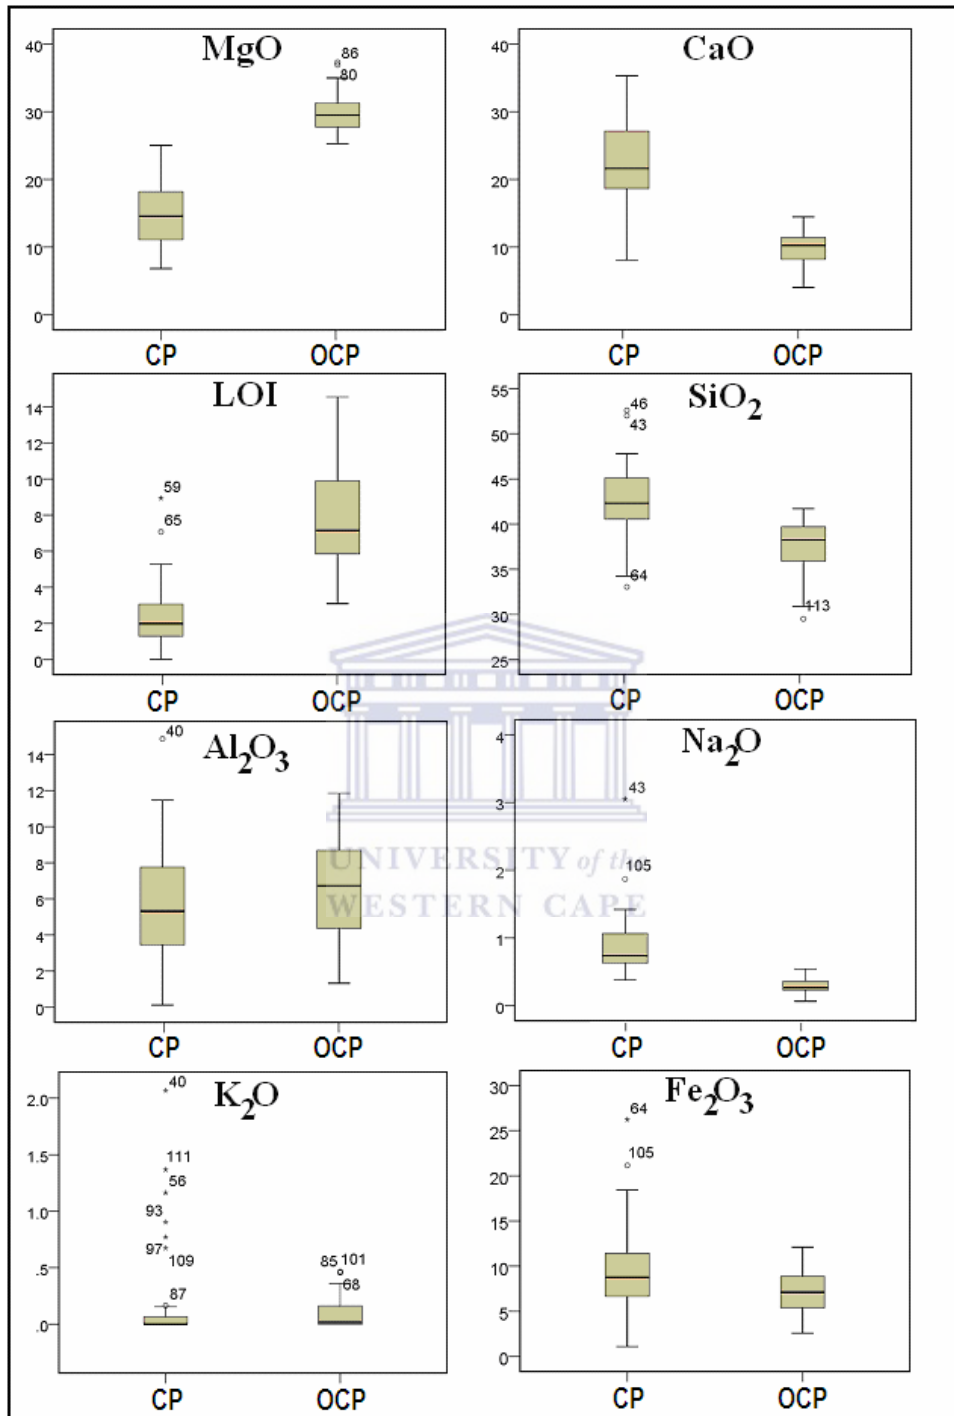 MgO
40
30
20
10
0
86
80
CP
OCP
CaO
40
30
20
10
0
CP
OCP
LOI
14
12
10
8
6
4
2
0
59
65
CP
OCP
SiO₂
55
50
45
40
35
30
25
46
43
64
113
CP
OCP
Al₂O₃
14
12
10
8
6
4
2
0
40
CP
OCP
Na₂O
4
3
2
1
0
43
105
CP
OCP
UNIVERSITY of the
WESTERN CAPE
K₂O
2.0
1.5
1.0
.5
.0
40
111
56
93
97
109
87
85
101
68
CP
OCP
Fe₂O₃
30
25
20
15
10
5
0
64
105
CP
OCP